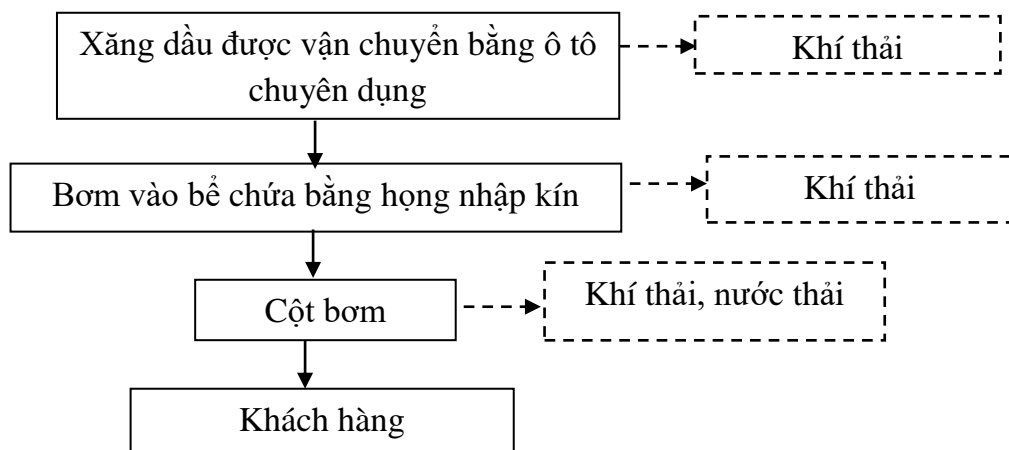 Xăng dầu được vận chuyển bằng ô tô
chuyên dụng
Khí thải
Bơm vào bể chứa bằng họng nhập kín
Khí thải
Cột bơm
Khí thải, nước thải
Khách hàng